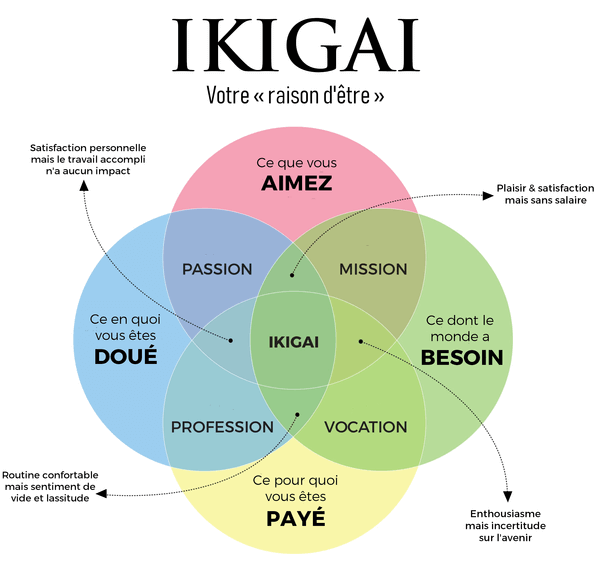 IKIGAI
Votre « raison d'être »
Satisfaction personnelle
mais le travail accompli
n'a aucun impact
Ce que vous
AIMEZ
Plaisir & satisfaction
mais sans salaire
PASSION
MISSION
Ce en quoi
vous êtes
DOUÉ
IKIGAI
Ce dont le
monde a
BESOIN
PROFESSION
VOCATION
Routine confortable
mais sentiment de
vide et lassitude
Ce pour quoi
vous êtes
PAYÉ
Enthousiasme
mais incertitude
sur l'avenir